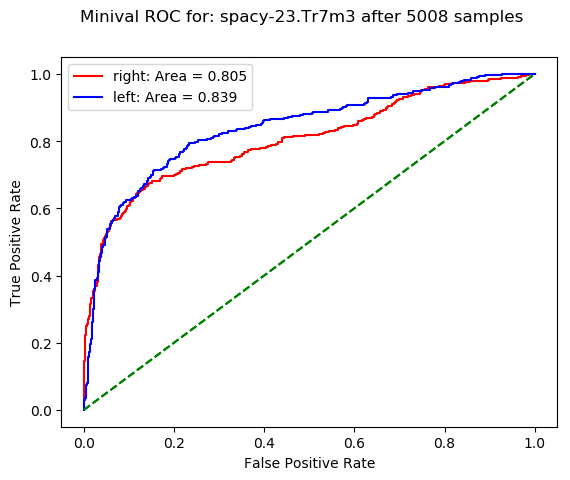 Minival ROC for: spacy-23.Tr7m3 after 5008 samples
right: Area = 0.805
left: Area = 0.839
True Positive Rate
1.0
0.8
0.6
0.4
0.2
0.0
0.0 0.2 0.4 0.6 0.8 1.0
False Positive Rate